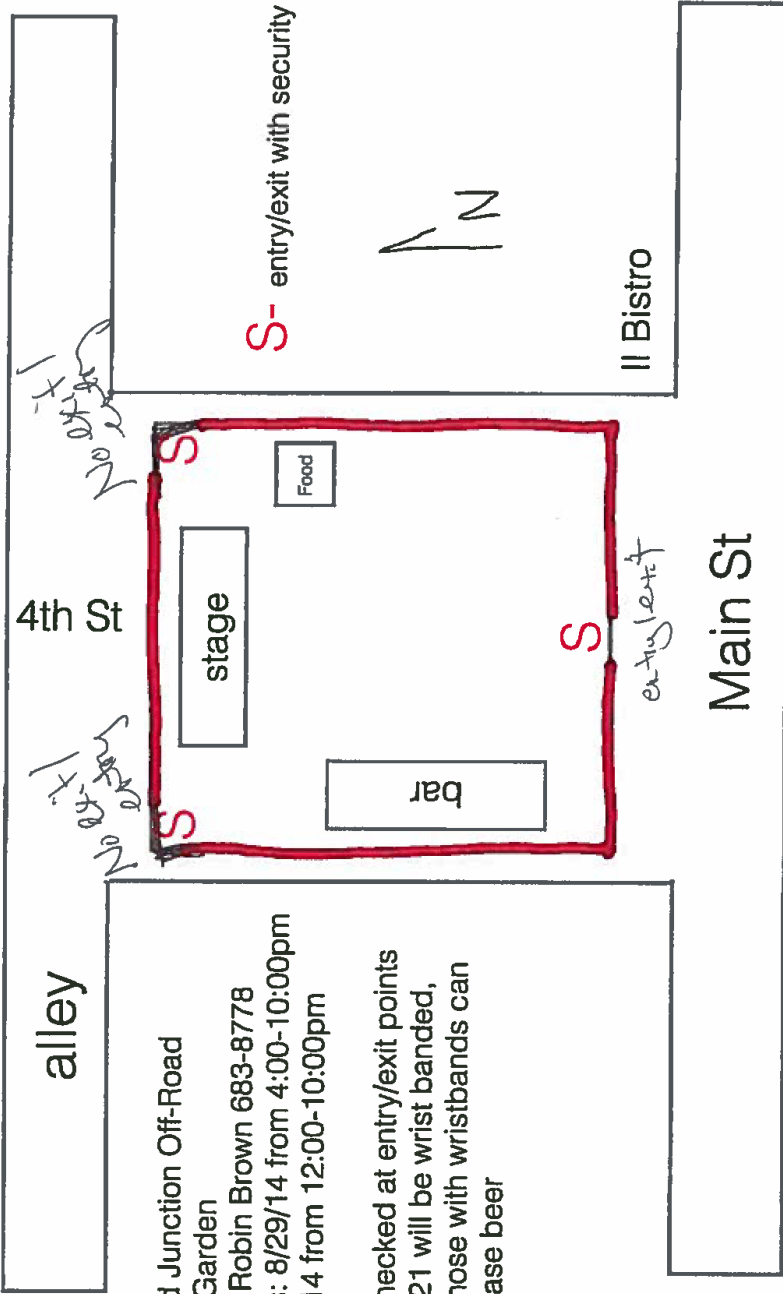 alley
4th St
No exit/
entry
No exit/
entry
S
S
stage
Food
bar
S
entry/exit
Main St
S- entry/exit with security
N
Il Bistro
d Junction Off-Road
Garden
Robin Brown 683-8778
: 8/29/14 from 4:00-10:00pm
14 from 12:00-10:00pm
necked at entry/exit points
21 will be wrist banded,
nose with wristbands can
ase beer